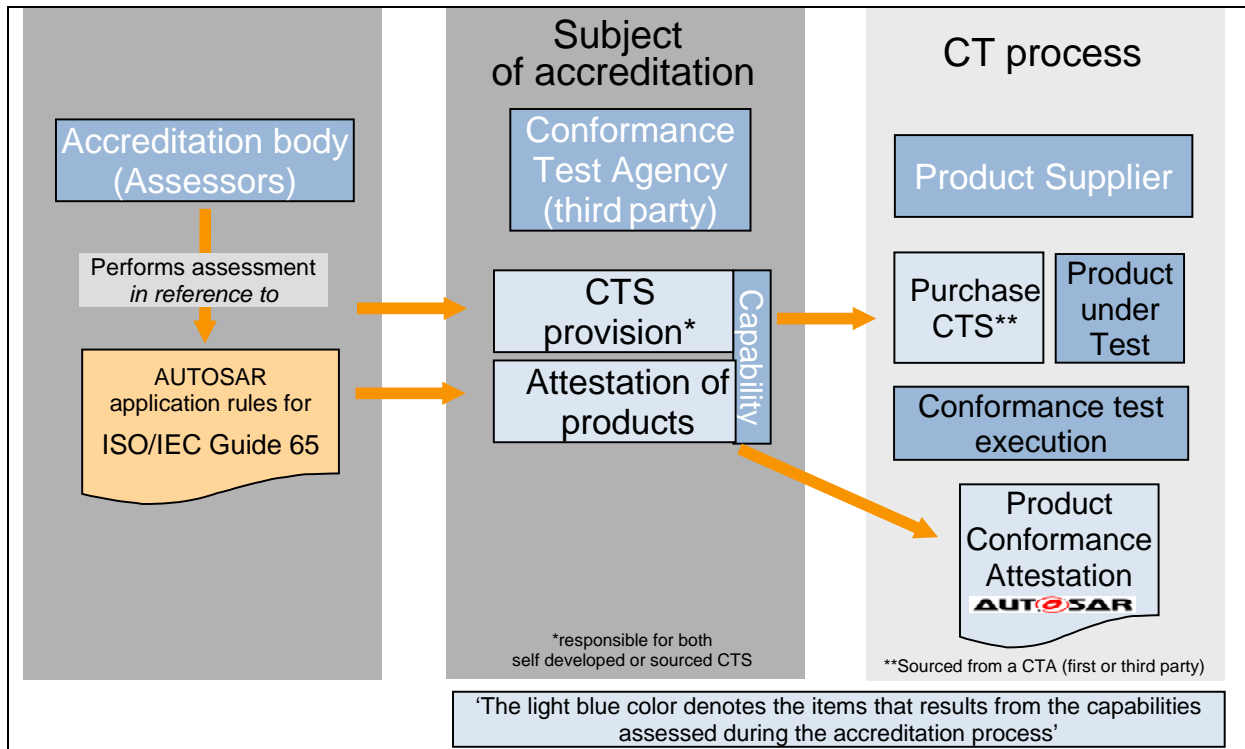 Accreditation body
(Assessors)
Performs assessment
in reference to
AUTOSAR
application rules for
ISO/IEC Guide 65
Subject
of accreditation
Conformance
Test Agency
(third party)
CTS
provision*
Attestation of
products
Capability
*responsible for both
self developed or sourced CTS
CT process
Product Supplier
Purchase
CTS**
Product
under
Test
Conformance test
execution
Product
Conformance
Attestation
AUTOSAR
**Sourced from a CTA (first or third party)
‘The light blue color denotes the items that results from the capabilities
assessed during the accreditation process’